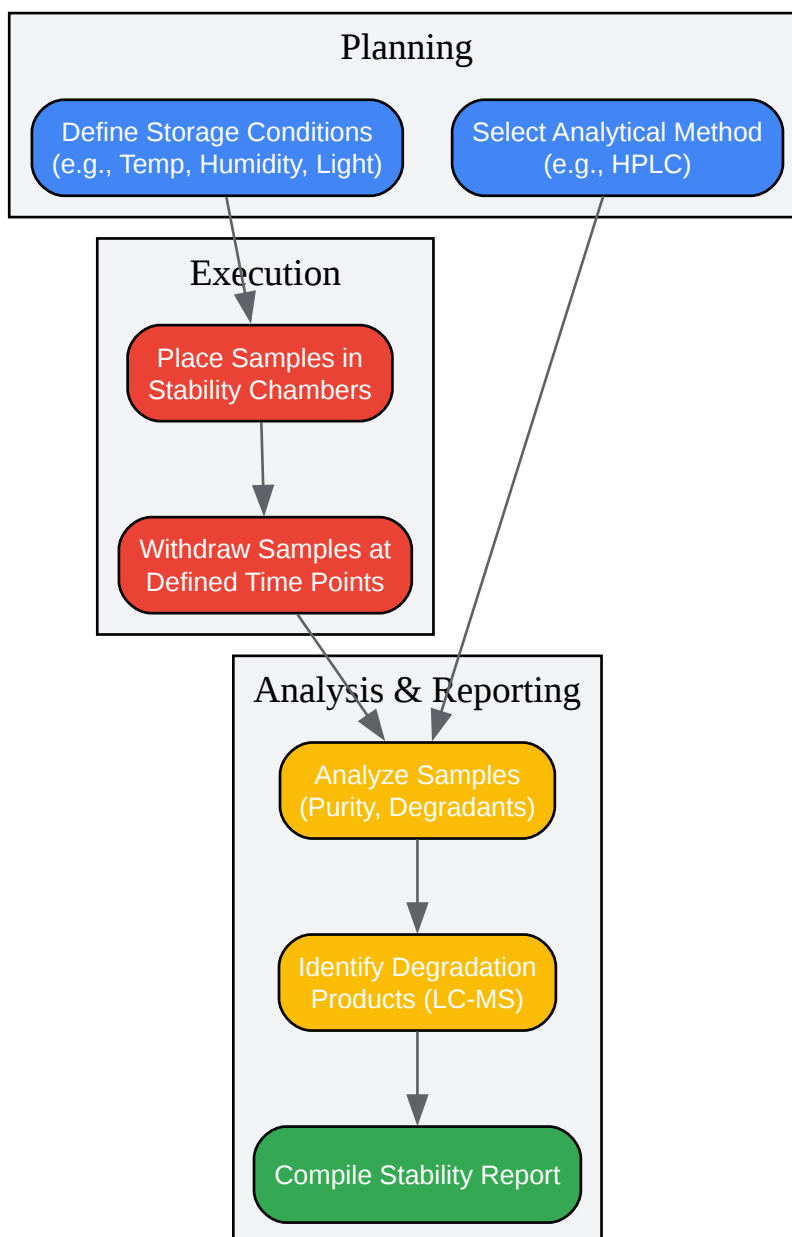 Planning
Define Storage Conditions
(e.g., Temp, Humidity, Light)
Select Analytical Method
(e.g., HPLC)
Execution
Place Samples in
Stability Chambers
Withdraw Samples at
Defined Time Points
Analysis & Reporting
Analyze Samples
(Purity, Degradants)
Identify Degradation
Products (LC-MS)
Compile Stability Report